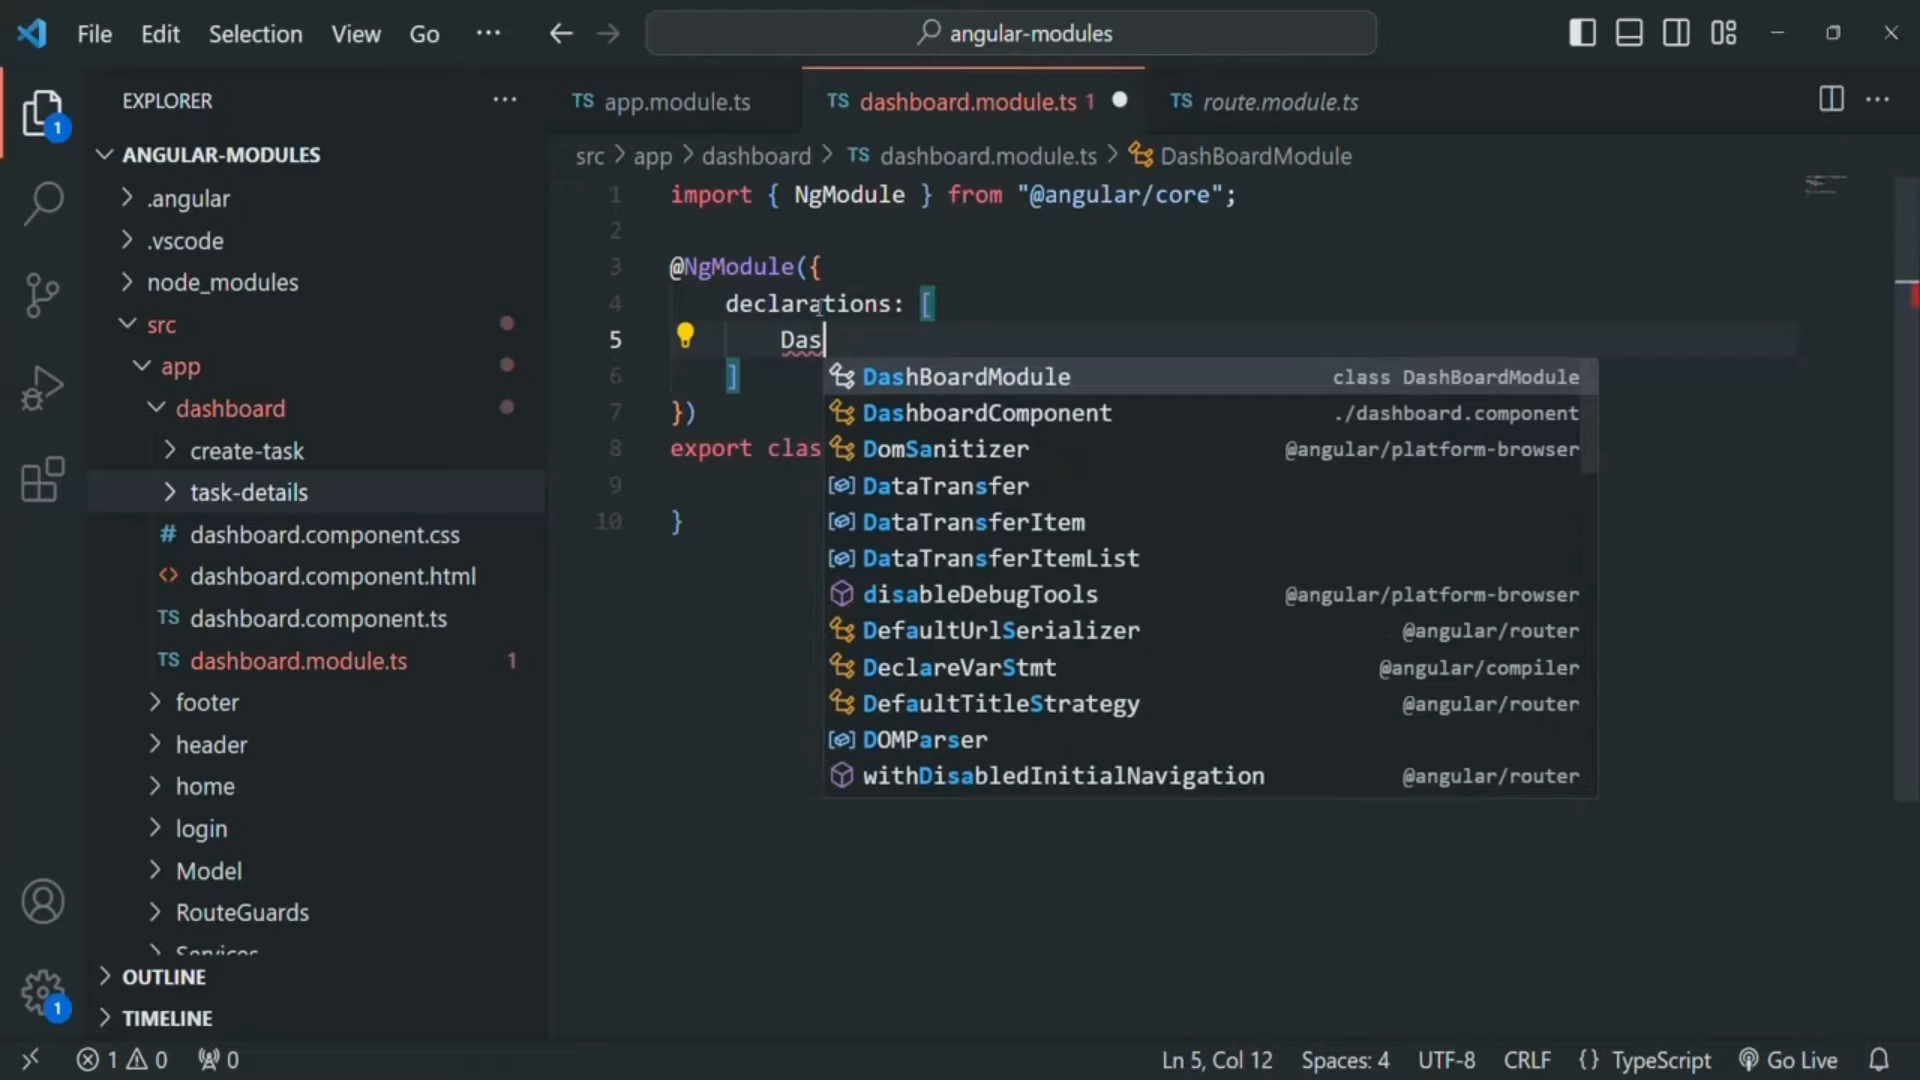 File Edit Selection View Go ··· angular-modules
EXPLORER ···
ANGULAR-MODULES
.angular
.vscode
node_modules
src
app
dashboard
create-task
task-details
# dashboard.component.css
<> dashboard.component.html
TS dashboard.component.ts
TS dashboard.module.ts 1
footer
header
home
login
Model
RouteGuards
Services
OUTLINE
TIMELINE
TS app.module.ts TS dashboard.module.ts 1 TS route.module.ts
src > app > dashboard > TS dashboard.module.ts > DashBoardModule
1 import { NgModule } from "@angular/core";
2
3 @NgModule({
4 declarations: [
5 Das
6 ]
7 })
8 export clas
9
10 }
DashBoardModule class DashBoardModule
DashboardComponent ./dashboard.component
DomSanitizer @angular/platform-browser
DataTransfer
DataTransferItem
DataTransferItemList
disableDebugTools @angular/platform-browser
DefaultUrlSerializer @angular/router
DeclareVarStmt @angular/compiler
DefaultTitleStrategy @angular/router
DOMParser
withDisabledInitialNavigation @angular/router
1
1
1 0 0 Ln 5, Col 12 Spaces: 4 UTF-8 CRLF {} TypeScript Go Live